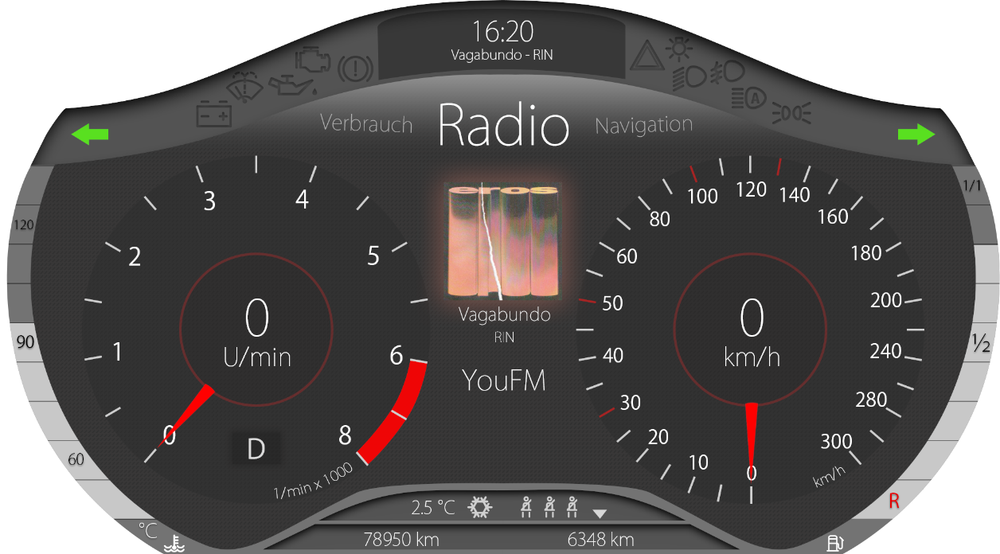 16:20
Vagabundo - RIN
Verbrauch Radio Navigation
120
90
60
°C
0
1
2
3
4
5
6
8
1/min x 1000
0
U/min
D
Vagabundo
RIN
YouFM
0
10
20
30
40
50
60
80
100
120
140
160
180
200
240
280
300
km/h
0
km/h
1/1
1/2
R
A
2.5 °C
78950 km 6348 km